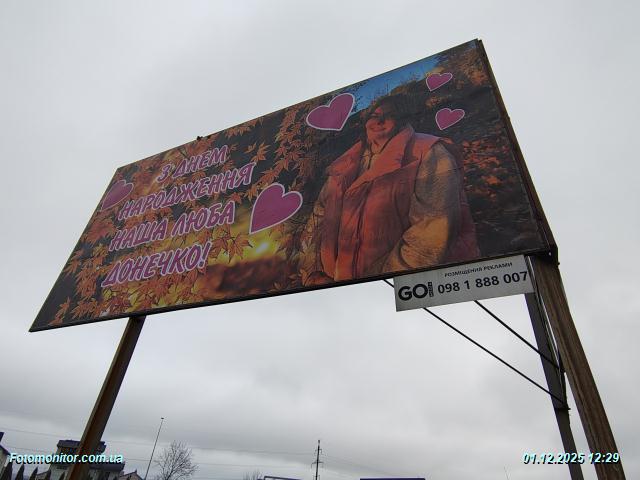 З ДНЕМ
НАРОДЖЕННЯ
НАША ЛЮБА
ДОНЕЧКО!
РОЗМІЩЕННЯ РЕКЛАМИ
GO
098 1 888 007
Fotomonitor.com.ua
01.12.2025 12:29